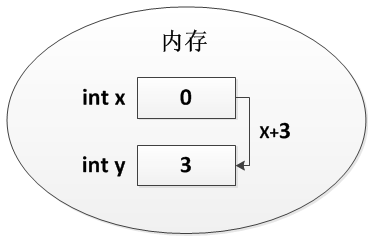 内存
int x
0
X+3
int y
3